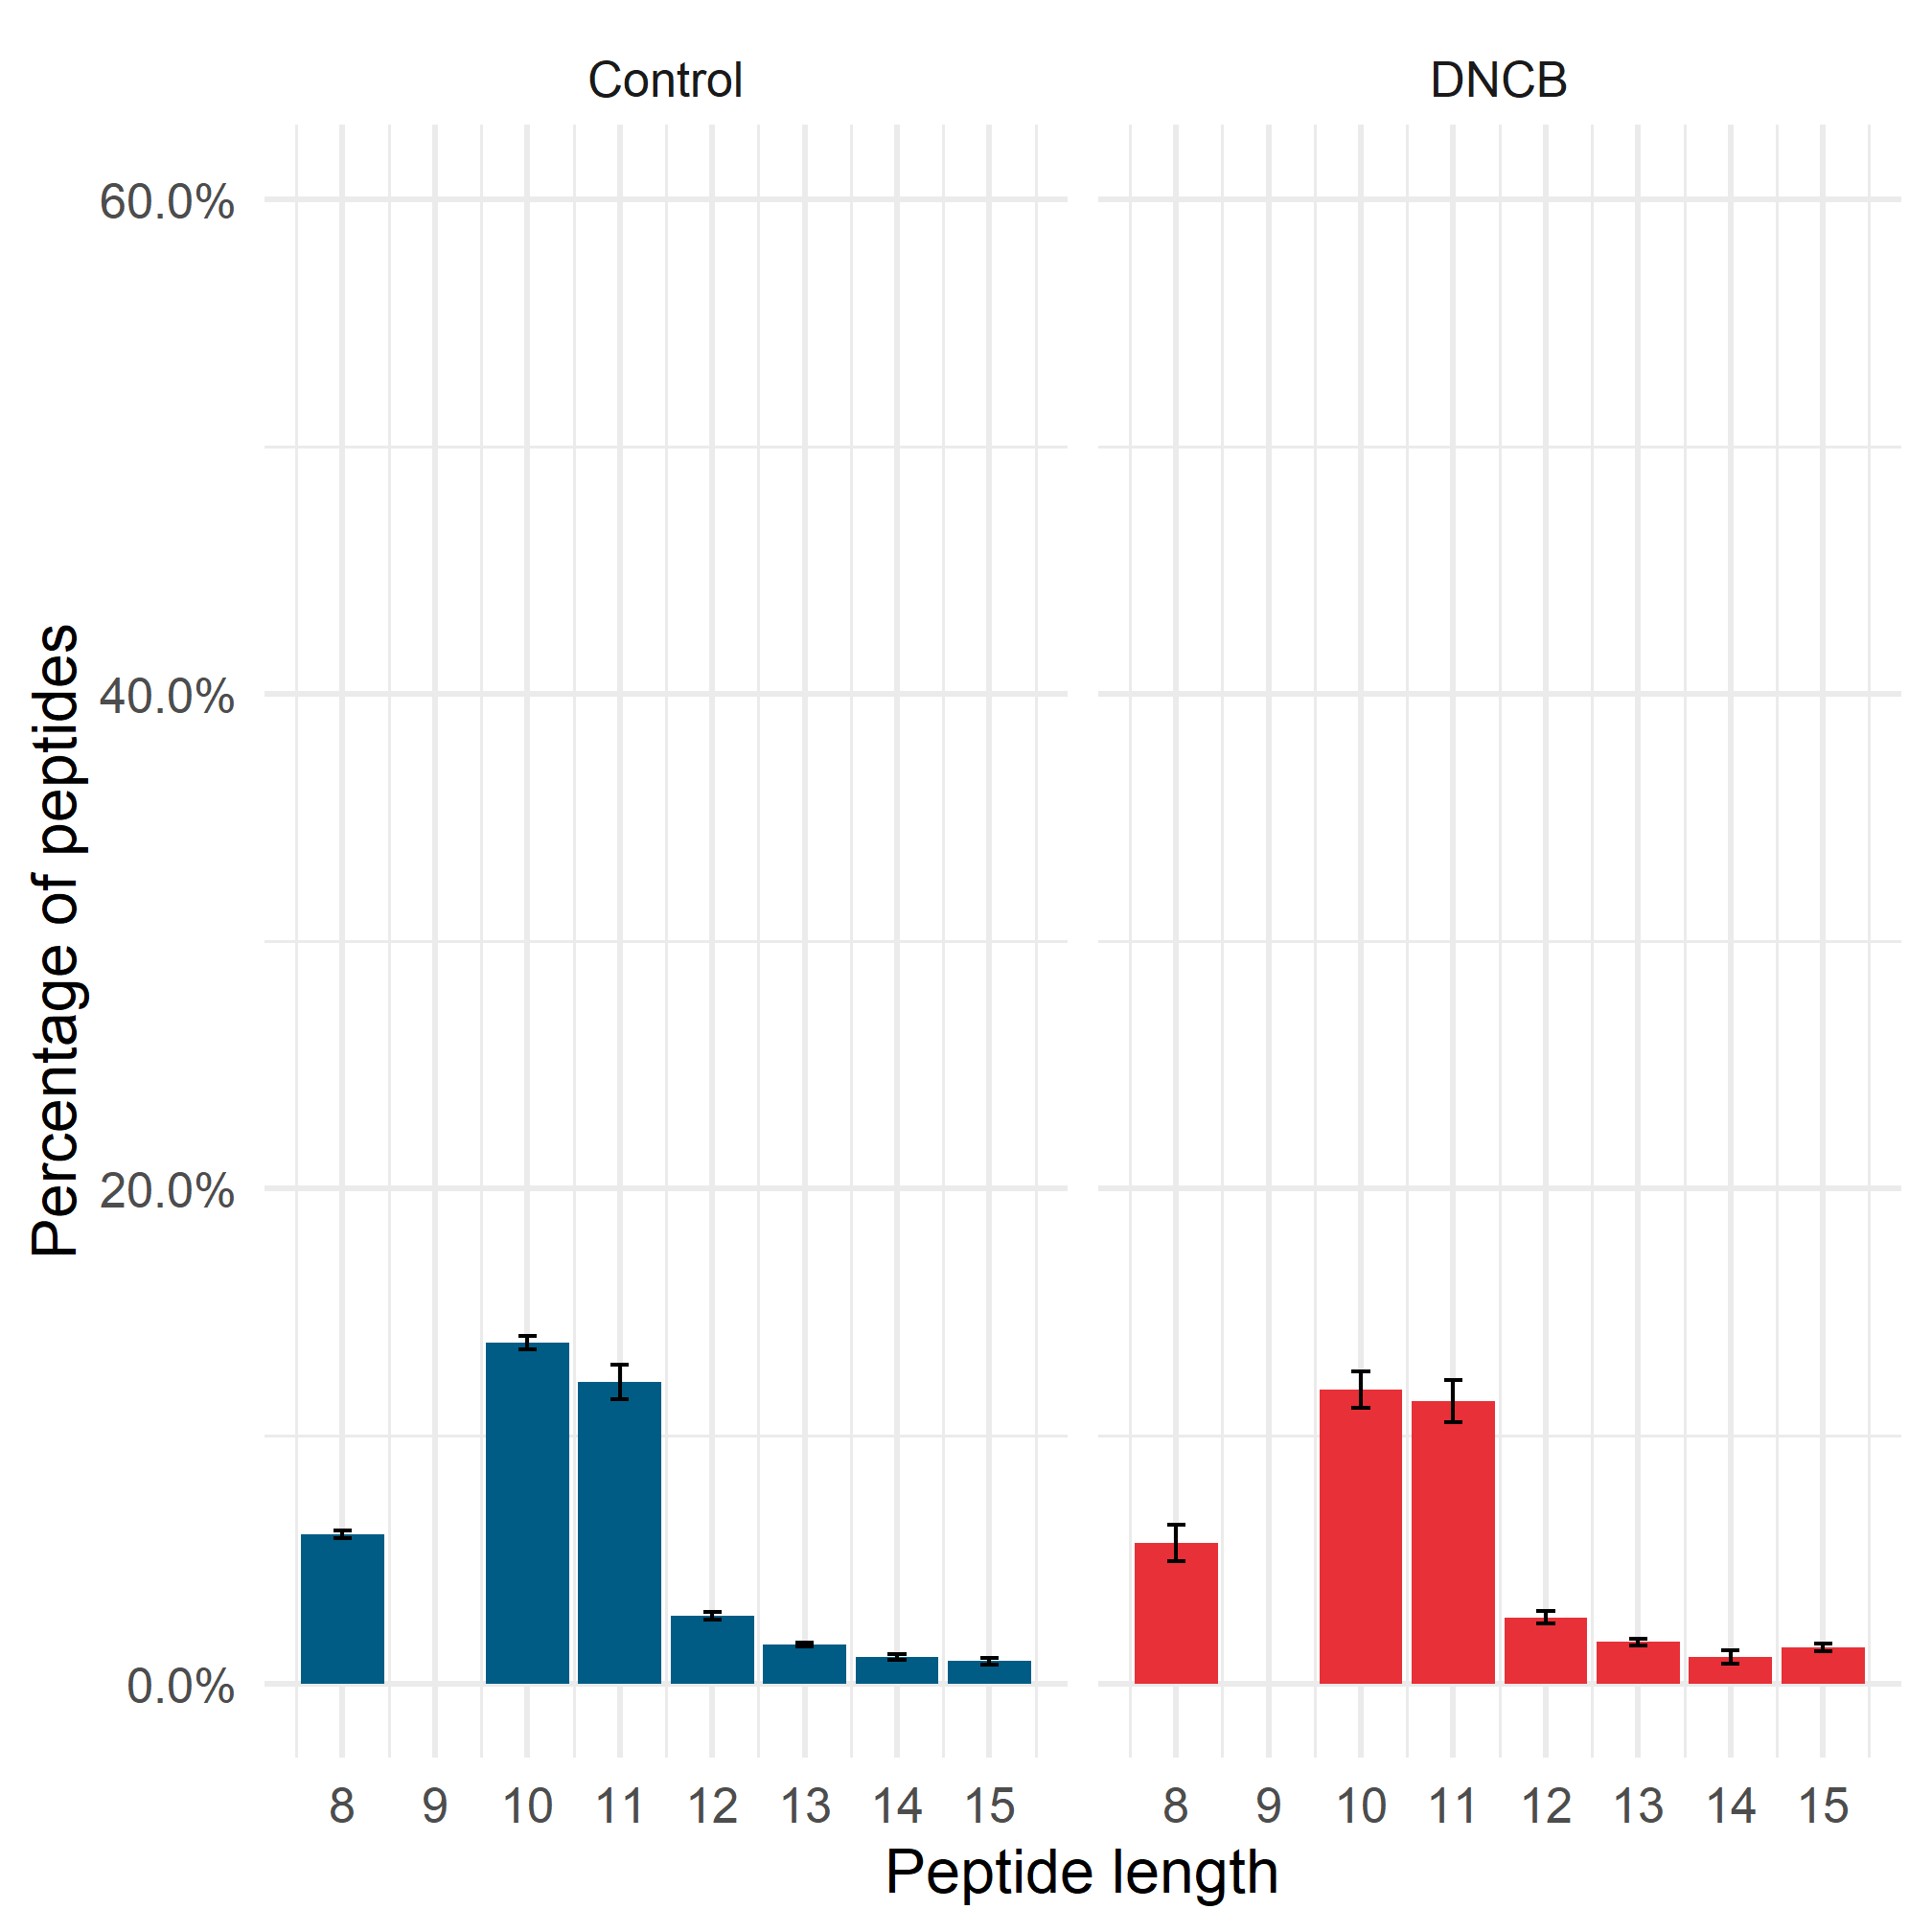 Control DNCB
60.0%
40.0%
20.0%
0.0%
Percentage of peptides
8 9 10 11 12 13 14 15 8 9 10 11 12 13 14 15
Peptide length